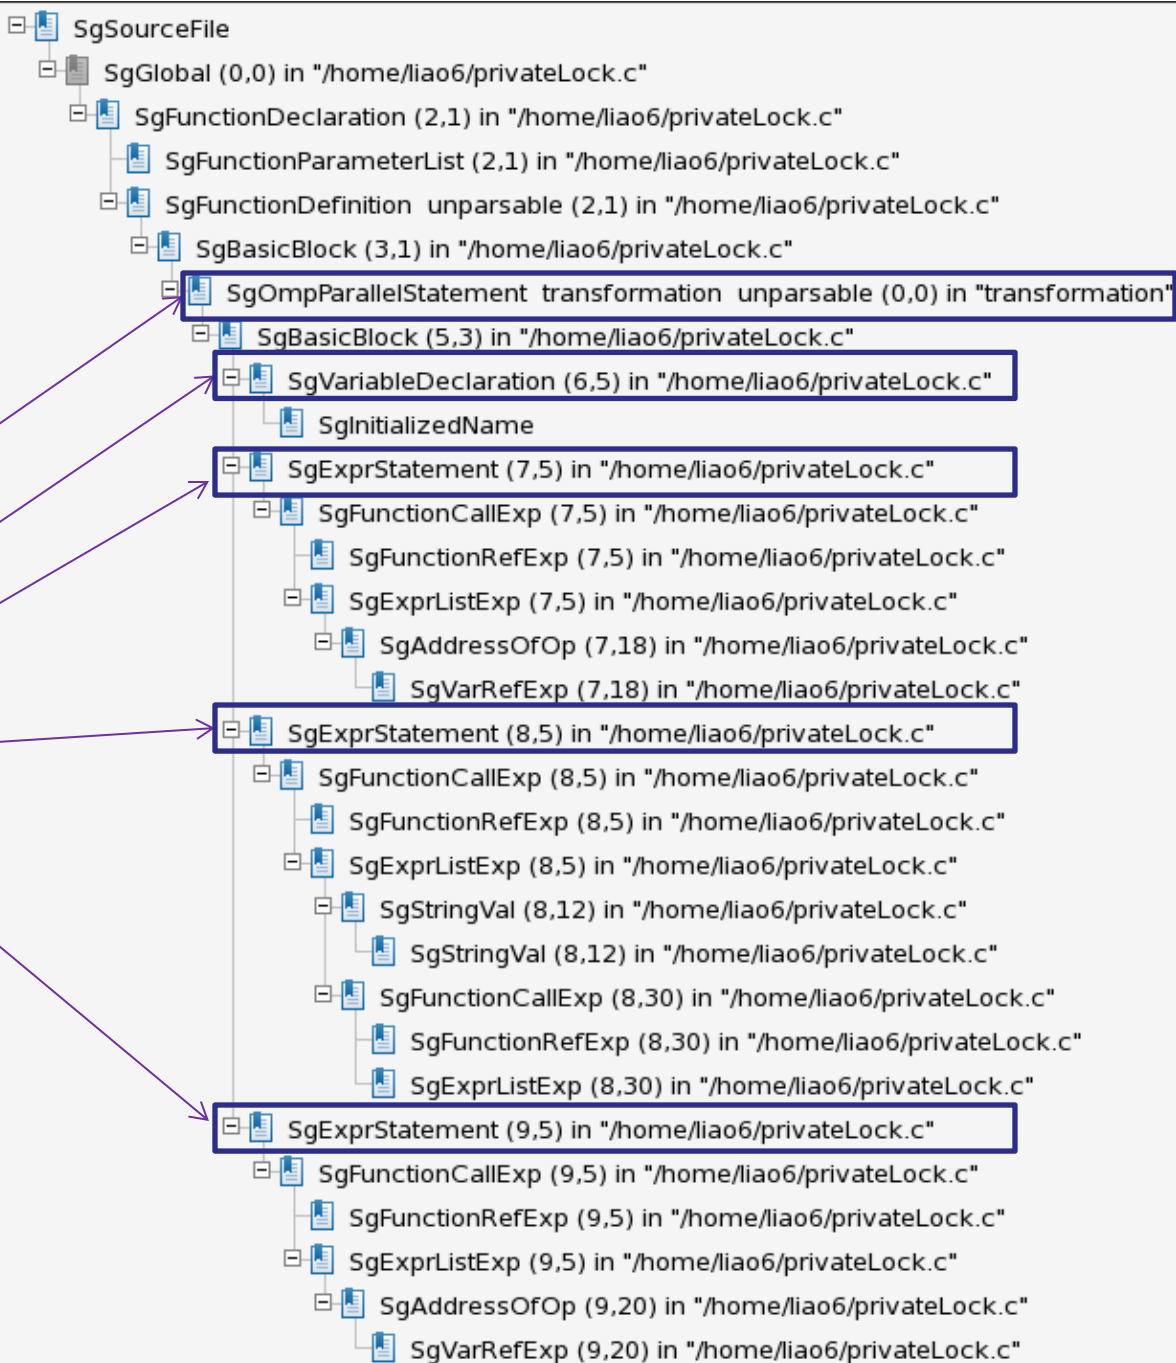 SgSourceFile
SgGlobal (0,0) in "/home/liao6/privateLock.c"
SgFunctionDeclaration (2,1) in "/home/liao6/privateLock.c"
SgFunctionParameterList (2,1) in "/home/liao6/privateLock.c"
SgFunctionDefinition unparsable (2,1) in "/home/liao6/privateLock.c"
SgBasicBlock (3,1) in "/home/liao6/privateLock.c"
SgOmpParallelStatement transformation unparsable (0,0) in "transformation"
SgBasicBlock (5,3) in "/home/liao6/privateLock.c"
SgVariableDeclaration (6,5) in "/home/liao6/privateLock.c"
SgInitializedName
SgExprStatement (7,5) in "/home/liao6/privateLock.c"
SgFunctionCallExp (7,5) in "/home/liao6/privateLock.c"
SgFunctionRefExp (7,5) in "/home/liao6/privateLock.c"
SgExprListExp (7,5) in "/home/liao6/privateLock.c"
SgAddressOfOp (7,18) in "/home/liao6/privateLock.c"
SgVarRefExp (7,18) in "/home/liao6/privateLock.c"
SgExprStatement (8,5) in "/home/liao6/privateLock.c"
SgFunctionCallExp (8,5) in "/home/liao6/privateLock.c"
SgFunctionRefExp (8,5) in "/home/liao6/privateLock.c"
SgExprListExp (8,5) in "/home/liao6/privateLock.c"
SgStringVal (8,12) in "/home/liao6/privateLock.c"
SgStringVal (8,12) in "/home/liao6/privateLock.c"
SgFunctionCallExp (8,30) in "/home/liao6/privateLock.c"
SgFunctionRefExp (8,30) in "/home/liao6/privateLock.c"
SgExprListExp (8,30) in "/home/liao6/privateLock.c"
SgExprStatement (9,5) in "/home/liao6/privateLock.c"
SgFunctionCallExp (9,5) in "/home/liao6/privateLock.c"
SgFunctionRefExp (9,5) in "/home/liao6/privateLock.c"
SgExprListExp (9,5) in "/home/liao6/privateLock.c"
SgAddressOfOp (9,20) in "/home/liao6/privateLock.c"
SgVarRefExp (9,20) in "/home/liao6/privateLock.c"